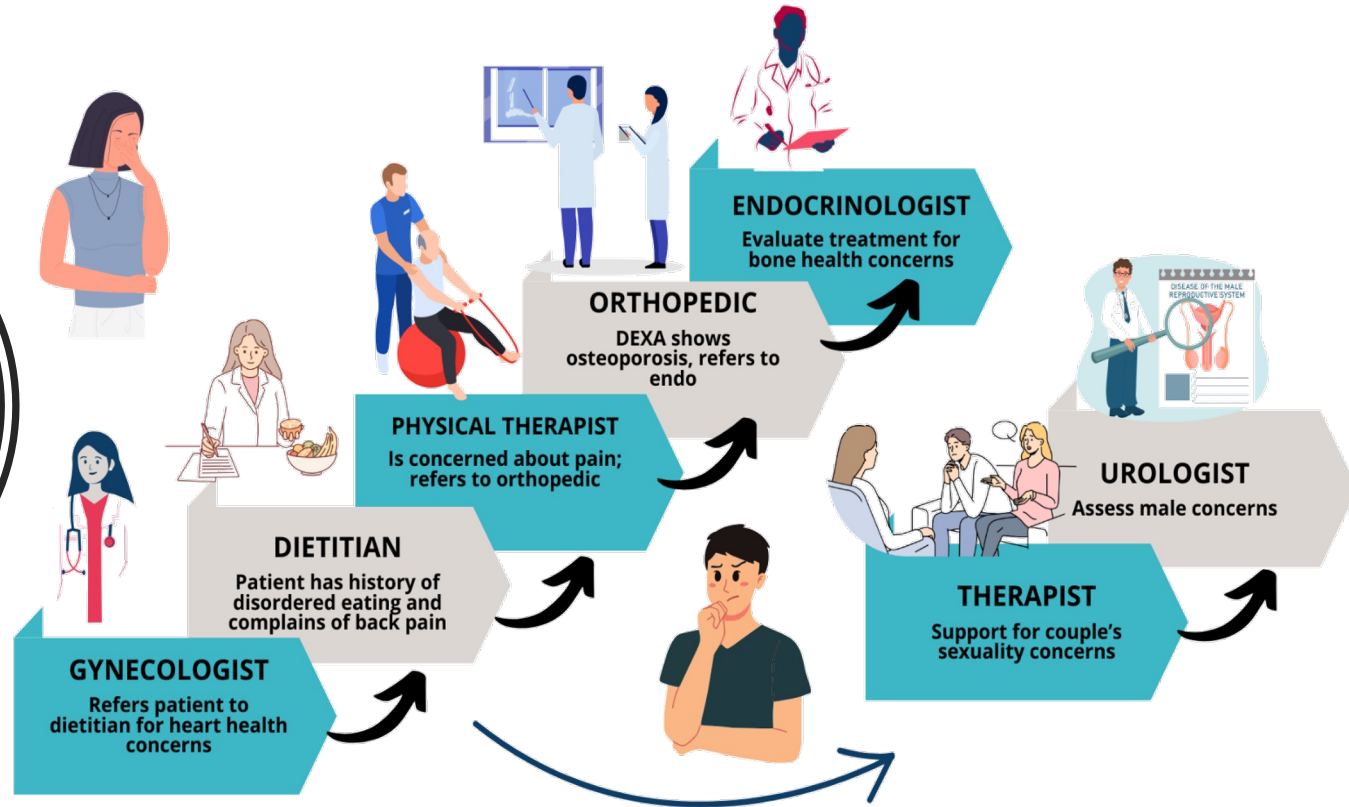 GYNECOLOGIST
Refers patient to
dietitian for heart health
concerns
DIETITIAN
Patient has history of
disordered eating and
complains of back pain
PHYSICAL THERAPIST
Is concerned about pain;
refers to orthopedic
ORTHOPEDIC
DEXA shows
osteoporosis, refers to
endo
ENDOCRINOLOGIST
Evaluate treatment for
bone health concerns
THERAPIST
Support for couple's
sexuality concerns
UROLOGIST
Assess male concerns
DISEASE OF THE MALE
REPRODUCTIVE SYSTEM